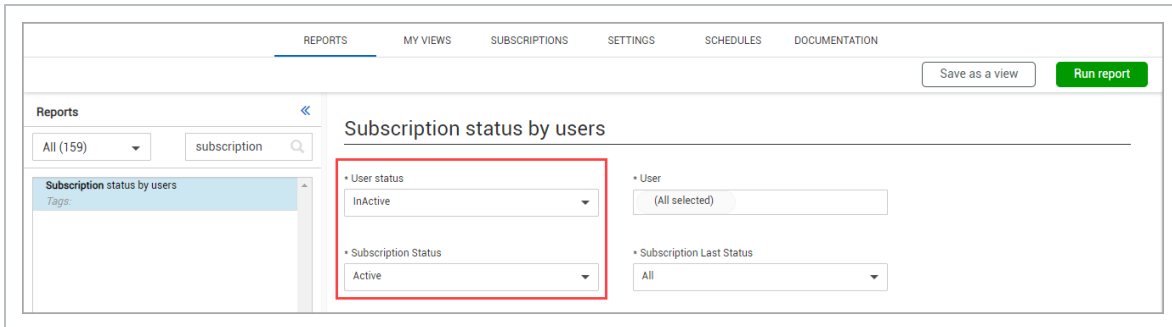 REPORTS MY VIEWS SUBSCRIPTIONS SETTINGS SCHEDULES DOCUMENTATION
Save as a view Run report
Reports
All (159) subscription
Subscription status by users
Tags:
Subscription status by users
* User status * User
InActive (All selected)
* Subscription Status * Subscription Last Status
Active All